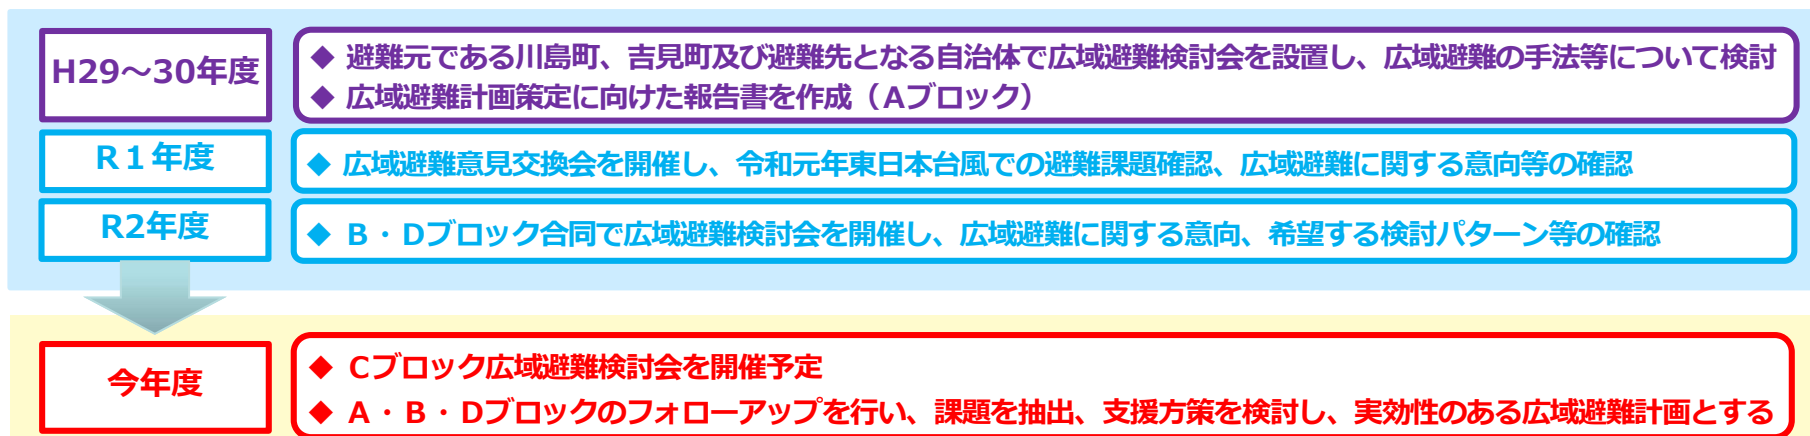 H29～30年度
◆ 避難元である川島町、吉見町及び避難先となる自治体で広域避難検討会を設置し、広域避難の手法等について検討
◆ 広域避難計画策定に向けた報告書を作成（Aブロック）
R１年度
◆ 広域避難意見交換会を開催し、令和元年東日本台風での避難課題確認、広域避難に関する意向等の確認
R2年度
◆ B・Dブロック合同で広域避難検討会を開催し、広域避難に関する意向、希望する検討パターン等の確認
今年度
◆ Cブロック広域避難検討会を開催予定
◆ A・B・Dブロックのフォローアップを行い、課題を抽出、支援方策を検討し、実効性のある広域避難計画とする